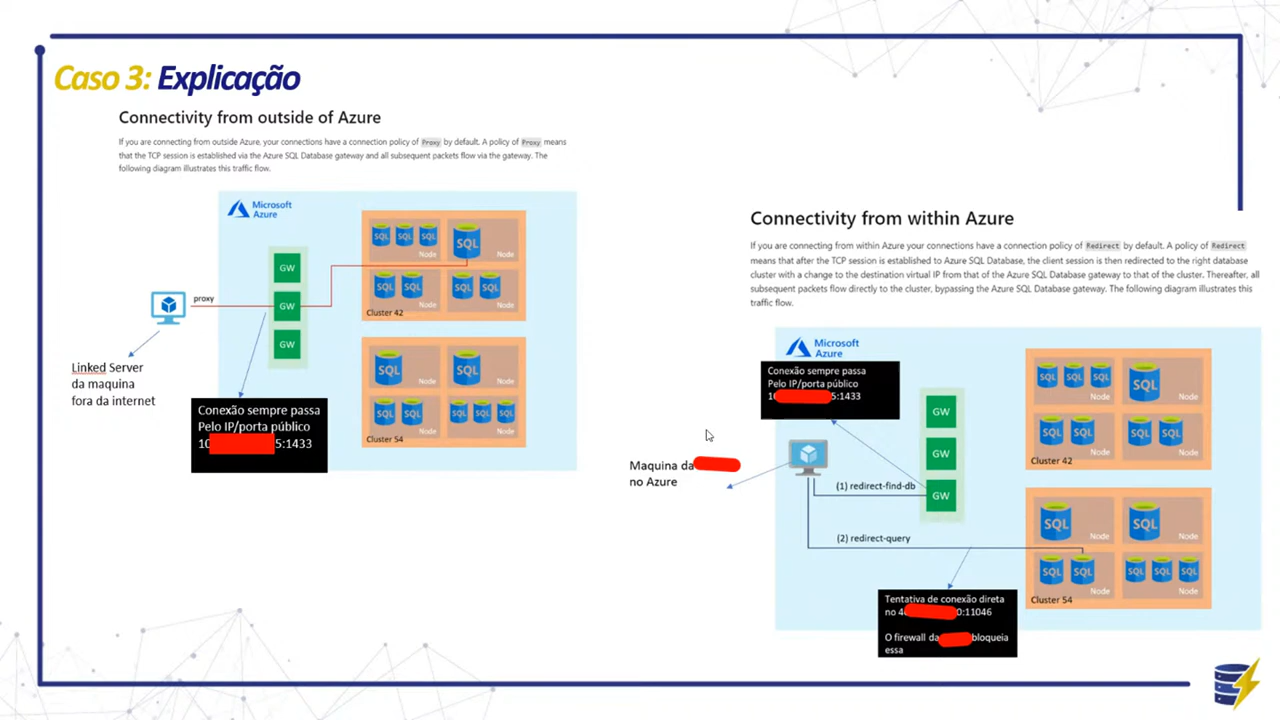 Caso 3: Explicação
Connectivity from outside of Azure
If you are connecting from outside Azure, your connections have a connection policy of Proxy by default. A policy of Proxy means
that the TCP session is established via the Azure SQL Database gateway and all subsequent packets flow via the gateway. The
following diagram illustrates this traffic flow.
Microsoft
Azure
SQL SQL SQL Node
SQL Node
SQL SQL Node
SQL SQL Node
Cluster 42
GW
GW
GW
proxy
SQL Node
SQL Node
SQL SQL Node
SQL SQL SQL Node
Cluster 54
Linked Server
da maquina
fora da internet
Conexão sempre passa
Pelo IP/porta público
10 5:1433
Connectivity from within Azure
If you are connecting from within Azure your connections have a connection policy of Redirect by default. A policy of Redirect
means that after the TCP session is established to Azure SQL Database, the client session is then redirected to the right database
cluster with a change to the destination virtual IP from that of the Azure SQL Database gateway to that of the cluster. Thereafter, all
subsequent packets flow directly to the cluster, bypassing the Azure SQL Database gateway. The following diagram illustrates this
traffic flow.
Microsoft
Azure
Conexão sempre passa
Pelo IP/porta público
10 5:1433
SQL SQL SQL Node
SQL Node
SQL SQL Node
SQL SQL Node
Cluster 42
GW
GW
GW
Maquina da
no Azure
(1) redirect-find-db
(2) redirect-query
SQL Node
SQL Node
SQL SQL Node
SQL SQL SQL Node
Cluster 54
Tentativa de conexão direta
no 4 0:11046
O firewall da bloqueia
essa